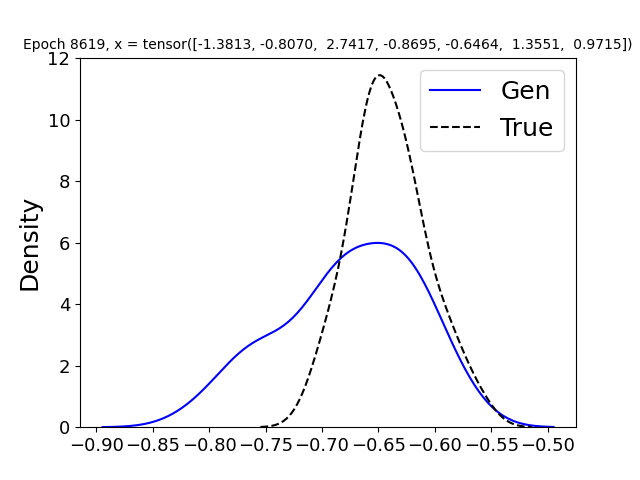 Epoch 8619, x = tensor([-1.3813, -0.8070,  2.7417, -0.8695, -0.6464,  1.3551,  0.9715])
12
10
8
6
4
2
0
Density
Gen
True
−0.90 −0.85 −0.80 −0.75 −0.70 −0.65 −0.60 −0.55 −0.50